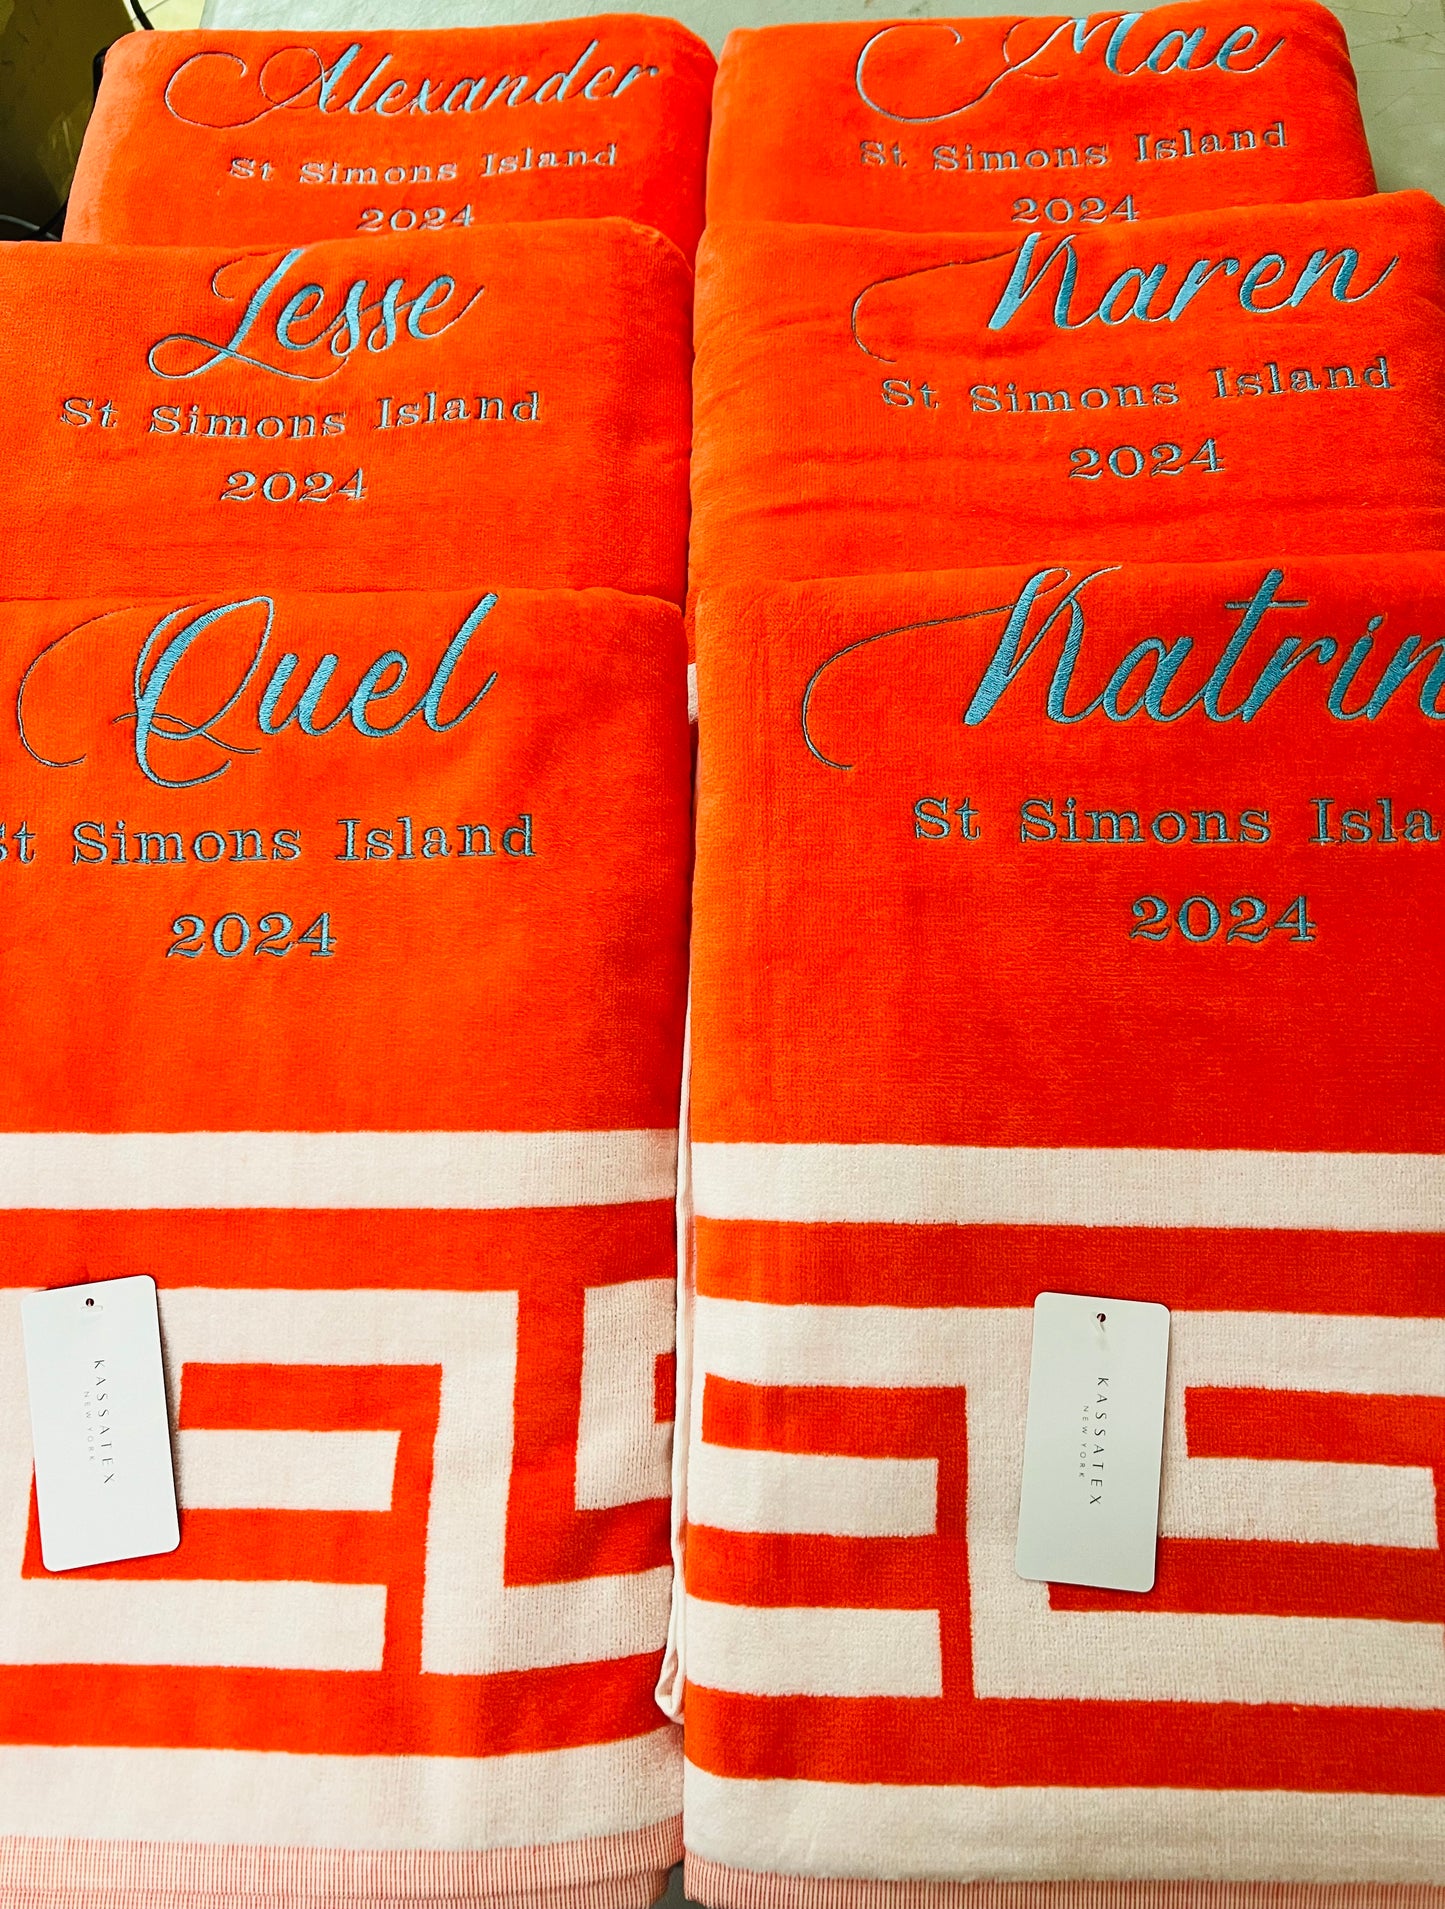 Alexander
St Simons Island
2024
Mae
St Simons Island
2024
Jesse
St Simons Island
2024
Karen
St Simons Island
2024
Quel
St Simons Island
2024
Katrin
St Simons Isla
2024
KASSATEX
NEW YORK
KASSATEX
NEW YORK